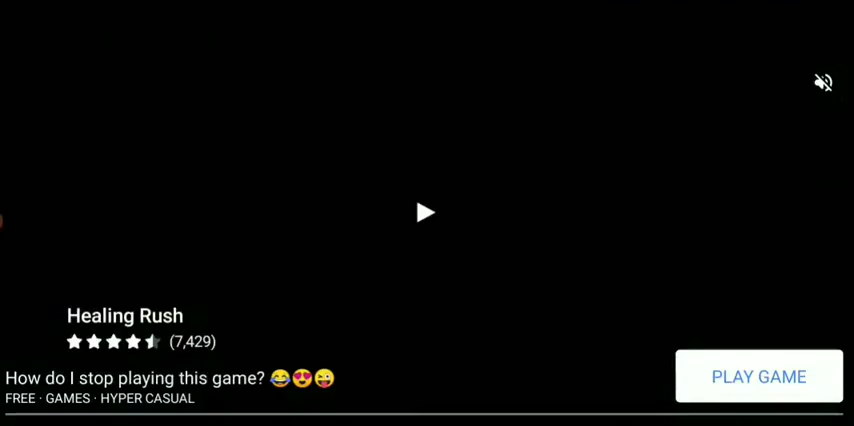 Healing Rush
(7,429)
How do I stop playing this game? 😂😍😜
FREE · GAMES · HYPER CASUAL
PLAY GAME